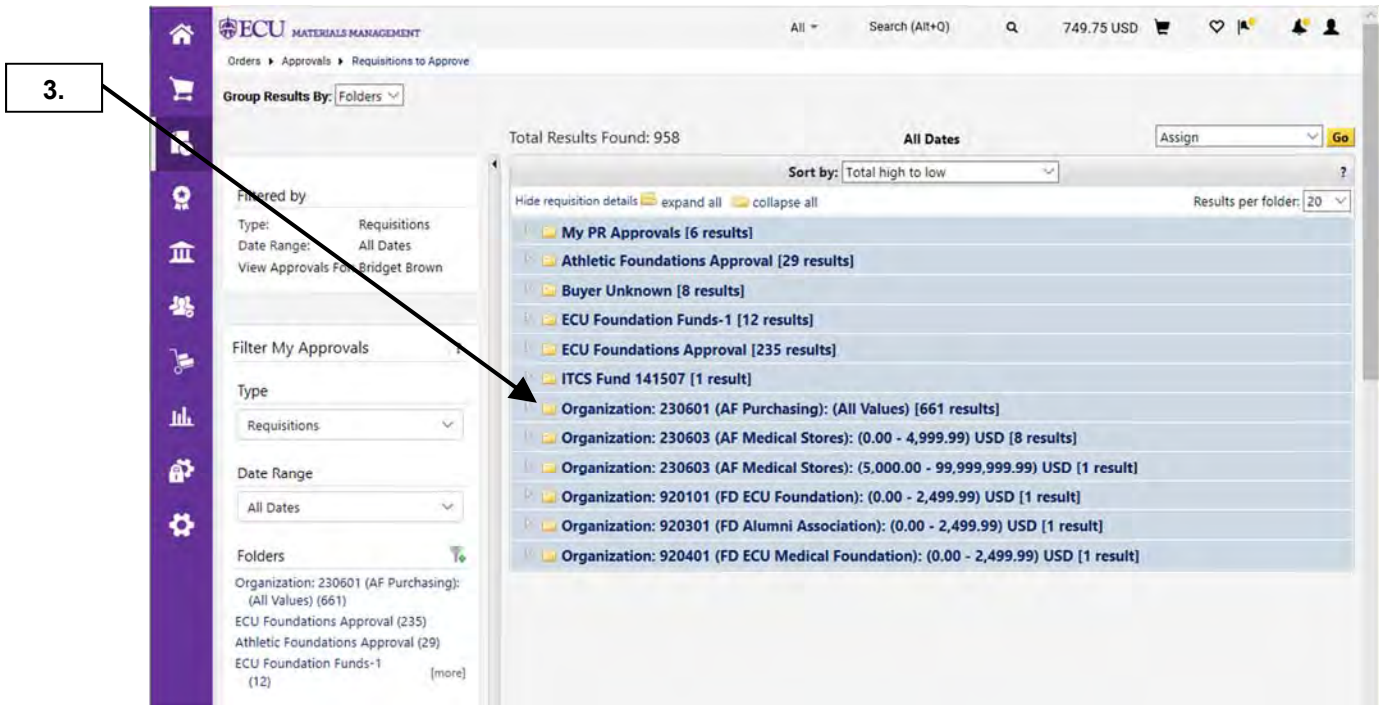 3.
ECU MATERIALS MANAGEMENT
All Search (Alt+Q) 749.75 USD
Orders Approvals Requisitions to Approve
Group Results By: Folders
Total Results Found: 958 All Dates Assign Go
Sort by: Total high to low ?
Hide requisition details expand all collapse all Results per folder: 20
Filtered by
Type: Requisitions
Date Range: All Dates
View Approvals For: Bridget Brown
Filter My Approvals ?
Type
Requisitions
Date Range
All Dates
Folders
Organization: 230601 (AF Purchasing):
(All Values) (661)
ECU Foundations Approval (235)
Athletic Foundations Approval (29)
ECU Foundation Funds-1
(12) [more]
My PR Approvals [6 results]
Athletic Foundations Approval [29 results]
Buyer Unknown [8 results]
ECU Foundation Funds-1 [12 results]
ECU Foundations Approval [235 results]
ITCS Fund 141507 [1 result]
Organization: 230601 (AF Purchasing): (All Values) [661 results]
Organization: 230603 (AF Medical Stores): (0.00 - 4,999.99) USD [8 results]
Organization: 230603 (AF Medical Stores): (5,000.00 - 99,999,999.99) USD [1 result]
Organization: 920101 (FD ECU Foundation): (0.00 - 2,499.99) USD [1 result]
Organization: 920301 (FD Alumni Association): (0.00 - 2,499.99) USD [1 result]
Organization: 920401 (FD ECU Medical Foundation): (0.00 - 2,499.99) USD [1 result]